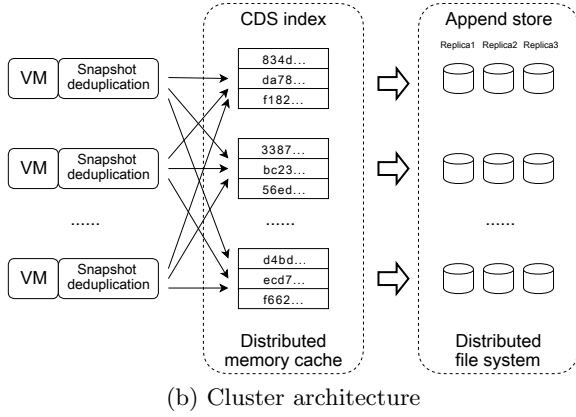 CDS index
Append store
Replica1 Replica2 Replica3
VM
Snapshot
deduplication
834d...
da78...
f182...
VM
Snapshot
deduplication
3387...
bc23...
56ed...
......
......
......
VM
Snapshot
deduplication
d4bd...
ecd7...
f662...
Distributed
memory cache
Distributed
file system
(b) Cluster architecture